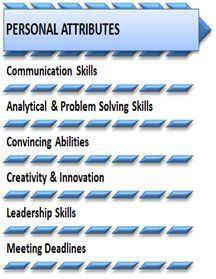 PERSONAL ATTRIBUTES
Communication Skills
Analytical & Problem Solving Skills
Convincing Abilities
Creativity & Innovation
Leadership Skills
Meeting Deadlines